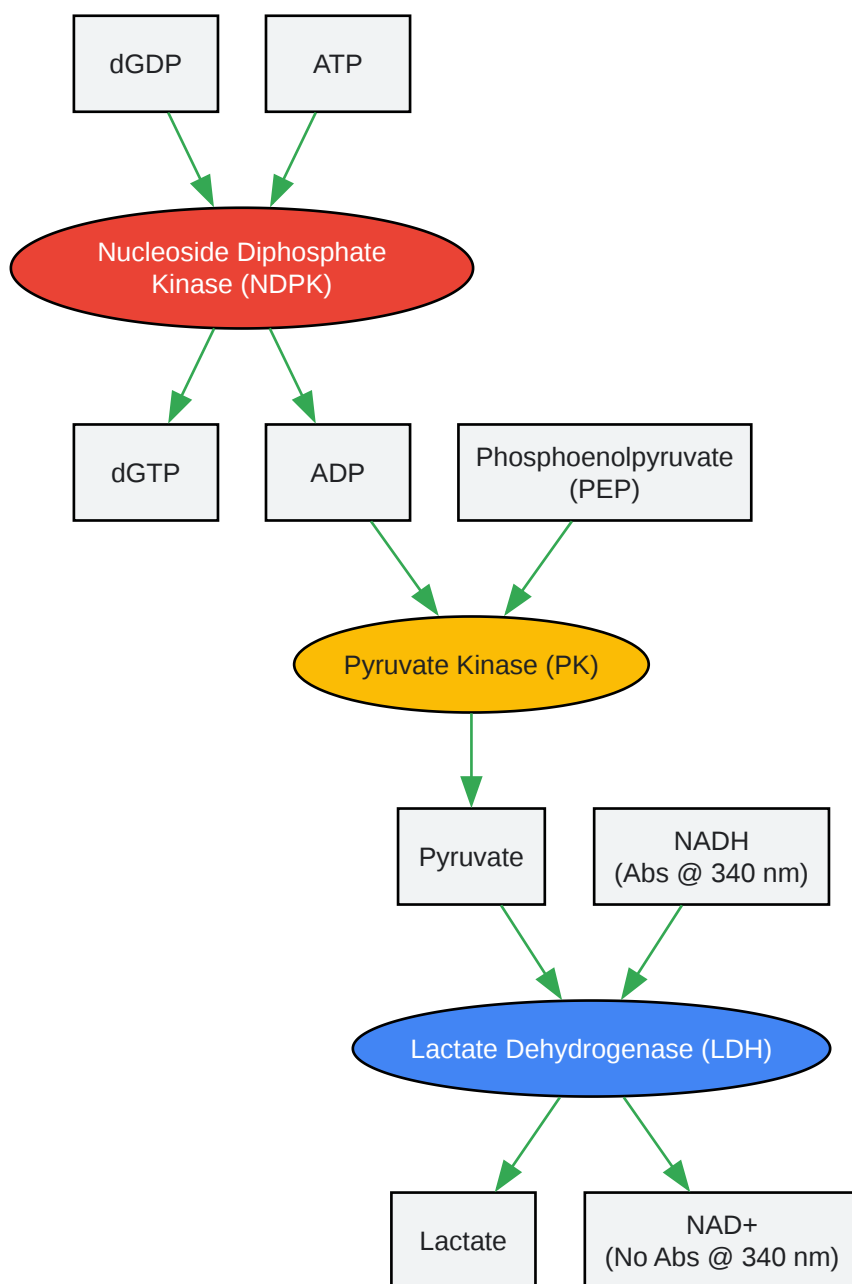 dGDP
ATP
Nucleoside Diphosphate
Kinase (NDPK)
dGTP
ADP
Phosphoenolpyruvate
(PEP)
Pyruvate Kinase (PK)
Pyruvate
NADH
(Abs @ 340 nm)
Lactate Dehydrogenase (LDH)
Lactate
NAD+
(No Abs @ 340 nm)